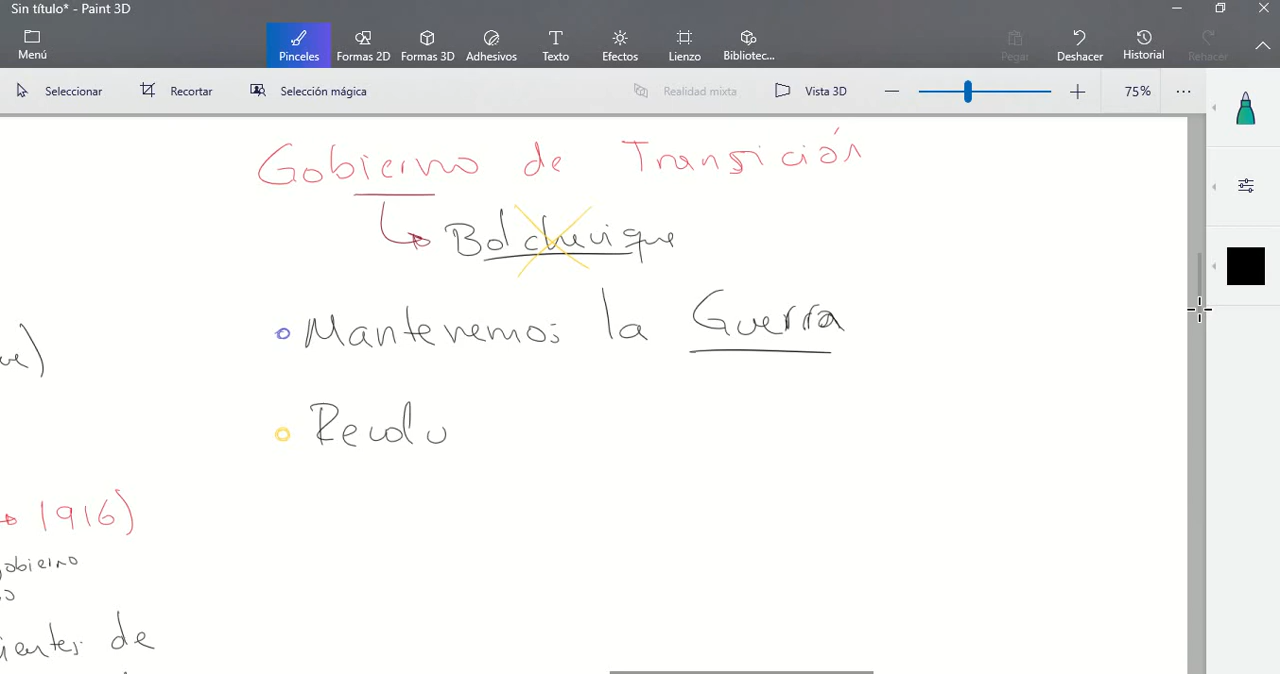 Sin título* - Paint 3D
Menú
Pinceles Formas 2D Formas 3D Adhesivos Texto Efectos Lienzo Bibliotec... Pegar Deshacer Historial Rehacer
Seleccionar Recortar Selección mágica Realidad mixta Vista 3D 75%
Gobierno de Transición
Bolchevique
Mantenemos la Guerra
Revolu
1916)
gobierno
ientes de